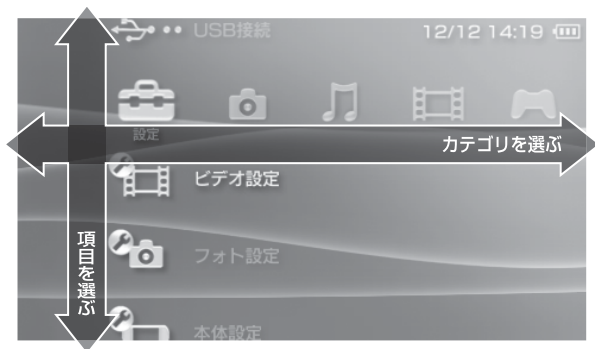 USB接続
12/12 14:19
設定
カテゴリを選ぶ
ビデオ設定
フォト設定
項目を選ぶ
本体設定